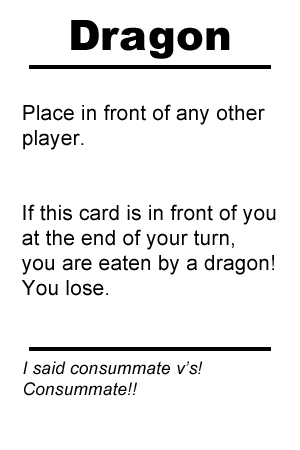 Dragon
Place in front of any other
player.
If this card is in front of you
at the end of your turn,
you are eaten by a dragon!
You lose.
I said consummate v's!
Consummate!!